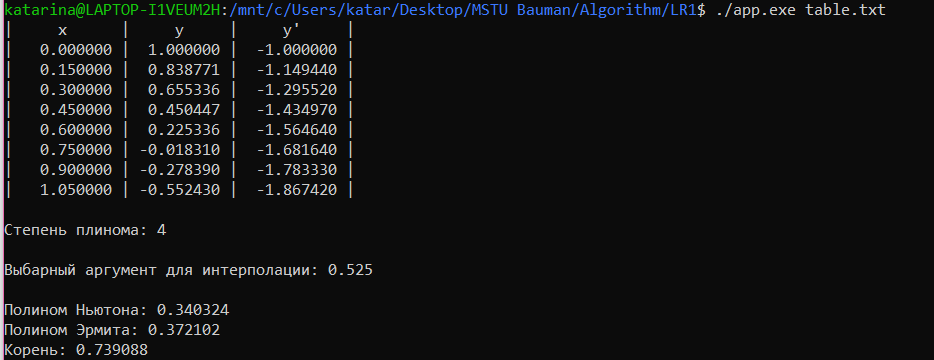 katarina@LAPTOP-I1VEUM2H:/mnt/c/Users/katar/Desktop/MSTU Bauman/Algorithm/LR1$ ./app.exe table.txt
| x | y | y' |
| 0.000000 | 1.000000 | -1.000000 |
| 0.150000 | 0.838771 | -1.149440 |
| 0.300000 | 0.655336 | -1.295520 |
| 0.450000 | 0.450447 | -1.434970 |
| 0.600000 | 0.225336 | -1.564640 |
| 0.750000 | -0.018310 | -1.681640 |
| 0.900000 | -0.278390 | -1.783330 |
| 1.050000 | -0.552430 | -1.867420 |
Степень плинома: 4
Выбарный аргумент для интерполации: 0.525
Полином Ньютона: 0.340324
Полином Эрмита: 0.372102
Корень: 0.739088